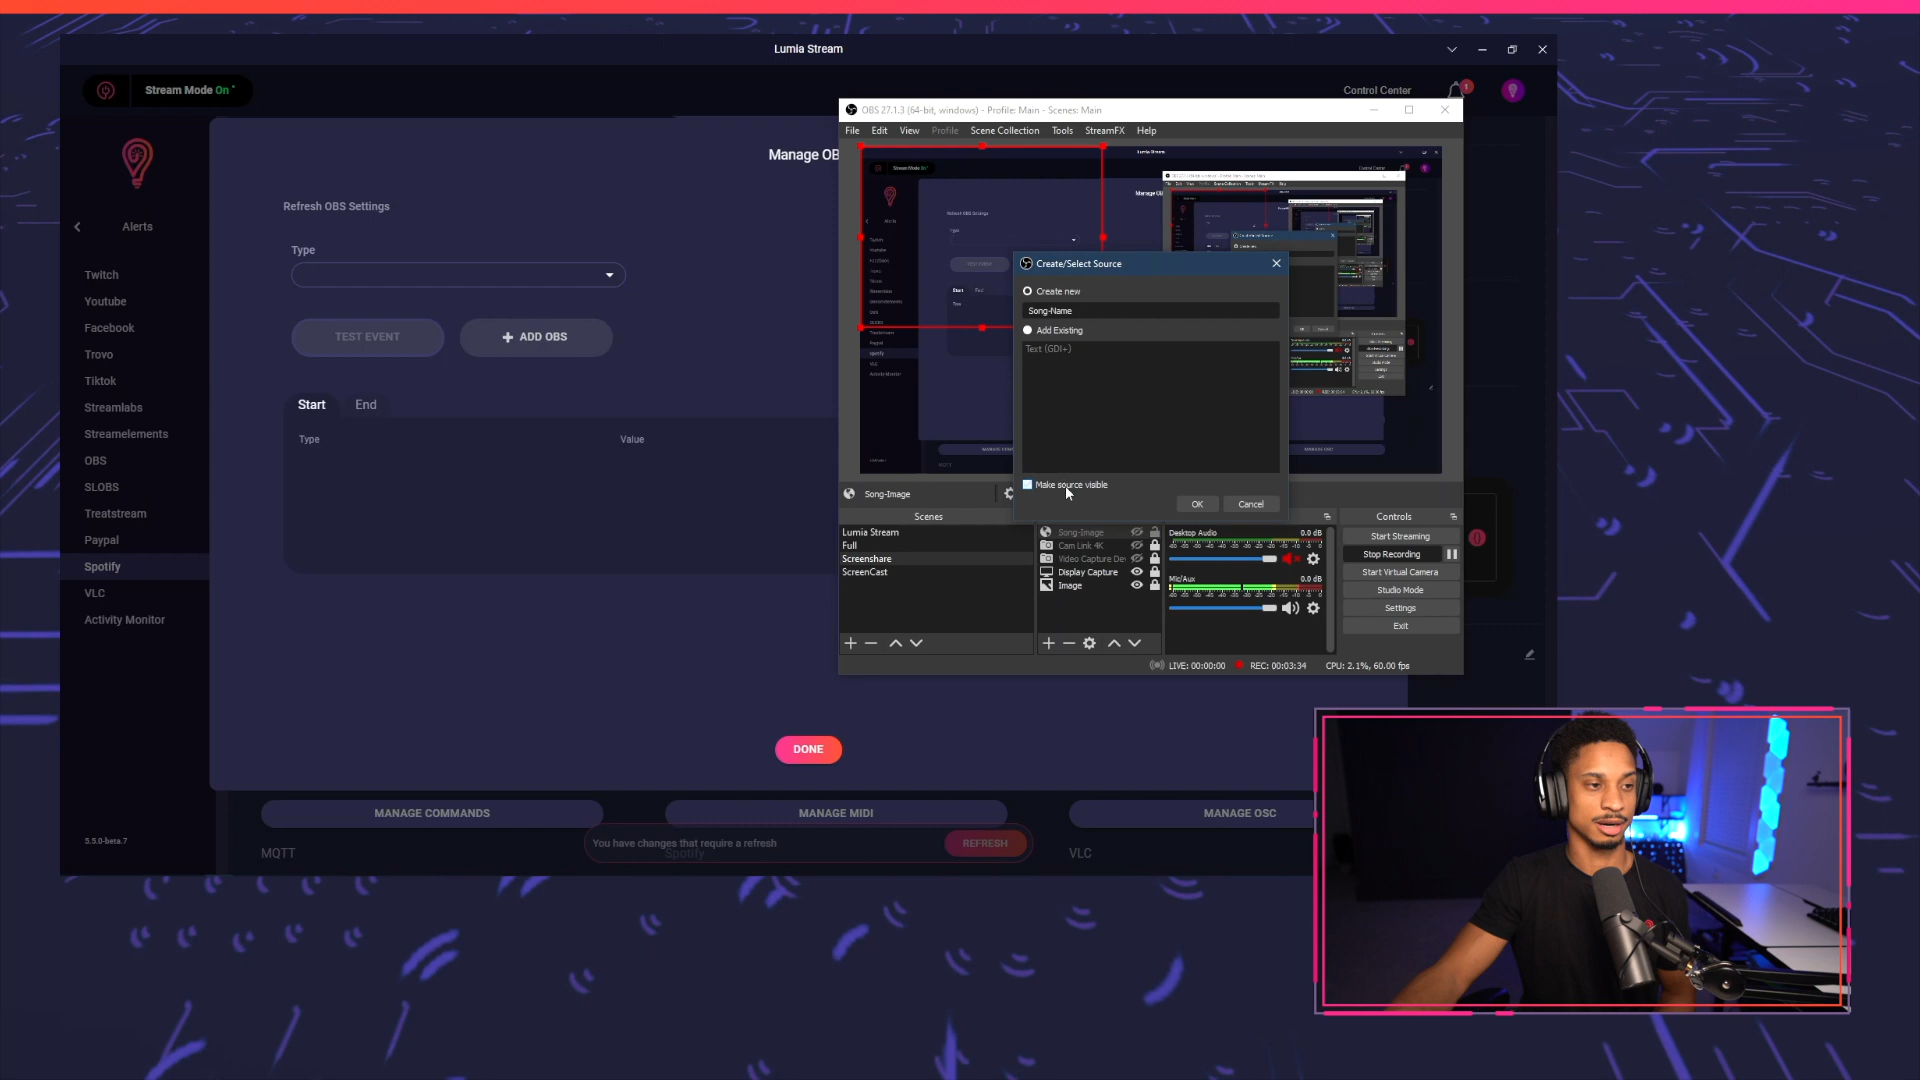 Lumia Stream
Stream Mode On
Control Center
1
Alerts
Twitch
Youtube
Facebook
Trovo
Tiktok
Streamlabs
Streamelements
OBS
SLOBS
Treatstream
Paypal
Spotify
VLC
Activity Monitor
5.5.0-beta.7
Manage OB
Refresh OBS Settings
Type
TEST EVENT
+ ADD OBS
Start
End
Type
Value
DONE
MANAGE COMMANDS
MANAGE MIDI
MANAGE OSC
MQTT
Spotify
VLC
You have changes that require a refresh
REFRESH
OBS 27.1.3 (64-bit, windows) - Profile: Main - Scenes: Main
File Edit View Profile Scene Collection Tools StreamFX Help
Create/Select Source
Create new
Song-Name
Add Existing
Text (GDI+)
Make source visible
OK
Cancel
Song-Image
Scenes
Lumia Stream
Full
Screenshare
ScreenCast
Song-Image
Cam Link 4K
Video Capture De
Display Capture
Image
Desktop Audio
0.0 dB
Mic/Aux
0.0 dB
Controls
Start Streaming
Stop Recording
Start Virtual Camera
Studio Mode
Settings
Exit
LIVE: 00:00:00
REC: 00:03:34
CPU: 2.1%, 60.00 fps